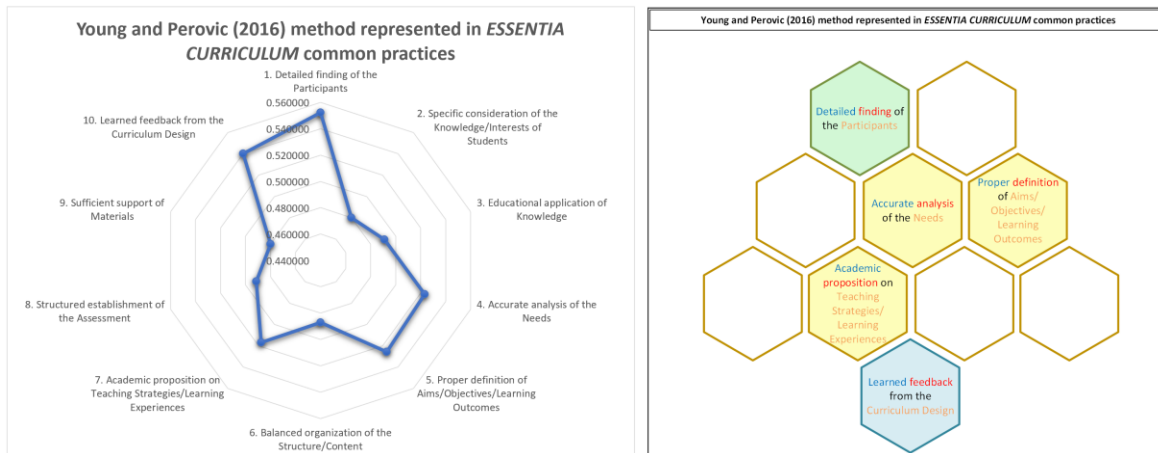 Young and Perovic (2016) method represented in ESSENTIA
CURRICULUM common practices
1. Detailed finding of the
Participants
2. Specific consideration of the
Knowledge/Interests of
Students
3. Educational application of
Knowledge
4. Accurate analysis of the
Needs
5. Proper definition of
Aims/Objectives/Learning
Outcomes
6. Balanced organization of the
Structure/Content
7. Academic proposition on
Teaching Strategies/Learning
Experiences
8. Structured establishment of
the Assessment
9. Sufficient support of
Materials
10. Learned feedback from the
Curriculum Design
0.560000
0.540000
0.520000
0.500000
0.480000
0.460000
0.440000
Young and Perovic (2016) method represented in ESSENTIA CURRICULUM common practices
Detailed finding of
the Participants
Accurate analysis
of the Needs
Proper definition
of Aims/
Objectives/
Learning
Outcomes
Academic
proposition on
Teaching
Strategies/
Learning
Experiences
Learned feedback
from the
Curriculum Design